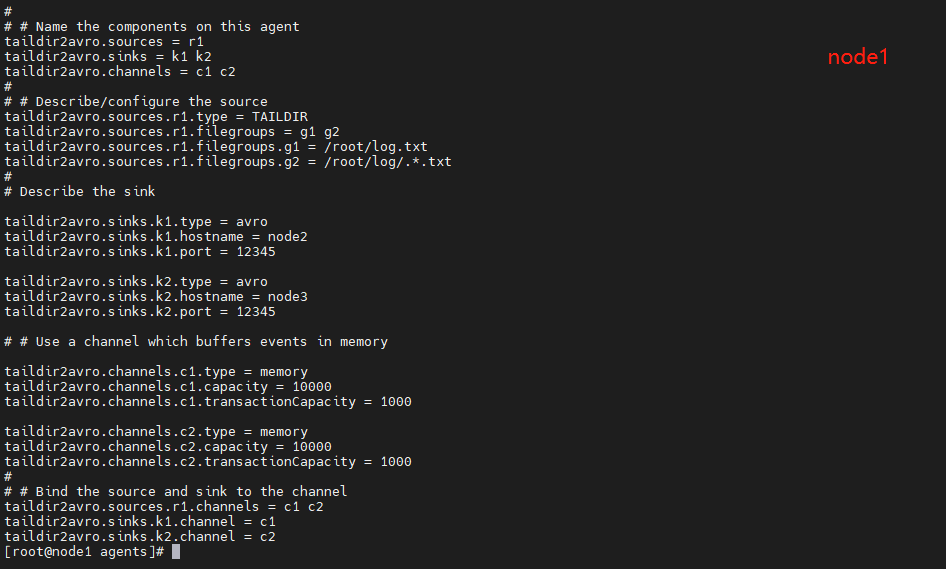 #
# # Name the components on this agent
taildir2avro.sources = r1
taildir2avro.sinks = k1 k2
taildir2avro.channels = c1 c2
node1
#
# # Describe/configure the source
taildir2avro.sources.r1.type = TAILDIR
taildir2avro.sources.r1.filegroups = g1 g2
taildir2avro.sources.r1.filegroups.g1 = /root/log.txt
taildir2avro.sources.r1.filegroups.g2 = /root/log/.*.txt
#
# Describe the sink
taildir2avro.sinks.k1.type = avro
taildir2avro.sinks.k1.hostname = node2
taildir2avro.sinks.k1.port = 12345
taildir2avro.sinks.k2.type = avro
taildir2avro.sinks.k2.hostname = node3
taildir2avro.sinks.k2.port = 12345
# # Use a channel which buffers events in memory
taildir2avro.channels.c1.type = memory
taildir2avro.channels.c1.capacity = 10000
taildir2avro.channels.c1.transactionCapacity = 1000
taildir2avro.channels.c2.type = memory
taildir2avro.channels.c2.capacity = 10000
taildir2avro.channels.c2.transactionCapacity = 1000
#
# # Bind the source and sink to the channel
taildir2avro.sources.r1.channels = c1 c2
taildir2avro.sinks.k1.channel = c1
taildir2avro.sinks.k2.channel = c2
[root@node1 agents]#